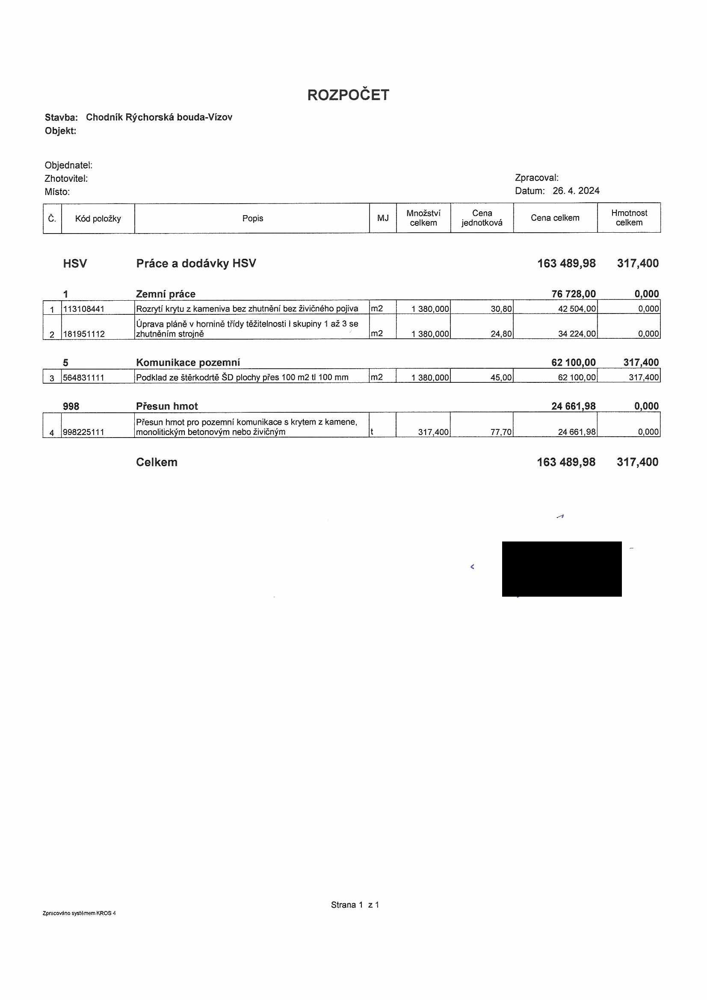 ROZPOČET
Stavba: Chodník Rýchorská bouda-Vízov
Objekt:
Objednatel:
Zhotovitel:
Místo:
Zpracoval:
Datum: 26. 4. 2024
Č. Kód položky Popis MJ Množství celkem Cena jednotková Cena celkem Hmotnost celkem
HSV Práce a dodávky HSV 163 489,98 317,400
1 Zemní práce 76 728,00 0,000
1 113108441 Rozrytí krytu z kameniva bez zhutnění bez živičného pojiva m2 1 380,000 30,80 42 504,00 0,000
Úprava pláně v hornině třídy těžitelnosti I skupiny 1 až 3 se
2 181951112 zhutněním strojně m2 1 380,000 24,80 34 224,00 0,000
5 Komunikace pozemní 62 100,00 317,400
3 564831111 Podklad ze štěrkodrtě ŠD plochy přes 100 m2 tl 100 mm m2 1 380,000 45,00 62 100,00 317,400
998 Přesun hmot 24 661,98 0,000
Přesun hmot pro pozemní komunikace s krytem z kamene,
4 998225111 monolitickým betonovým nebo živičným t 317,400 77,70 24 661,98 0,000
Celkem 163 489,98 317,400
Strana 1 z 1
Zpracováno systémem KROS 4